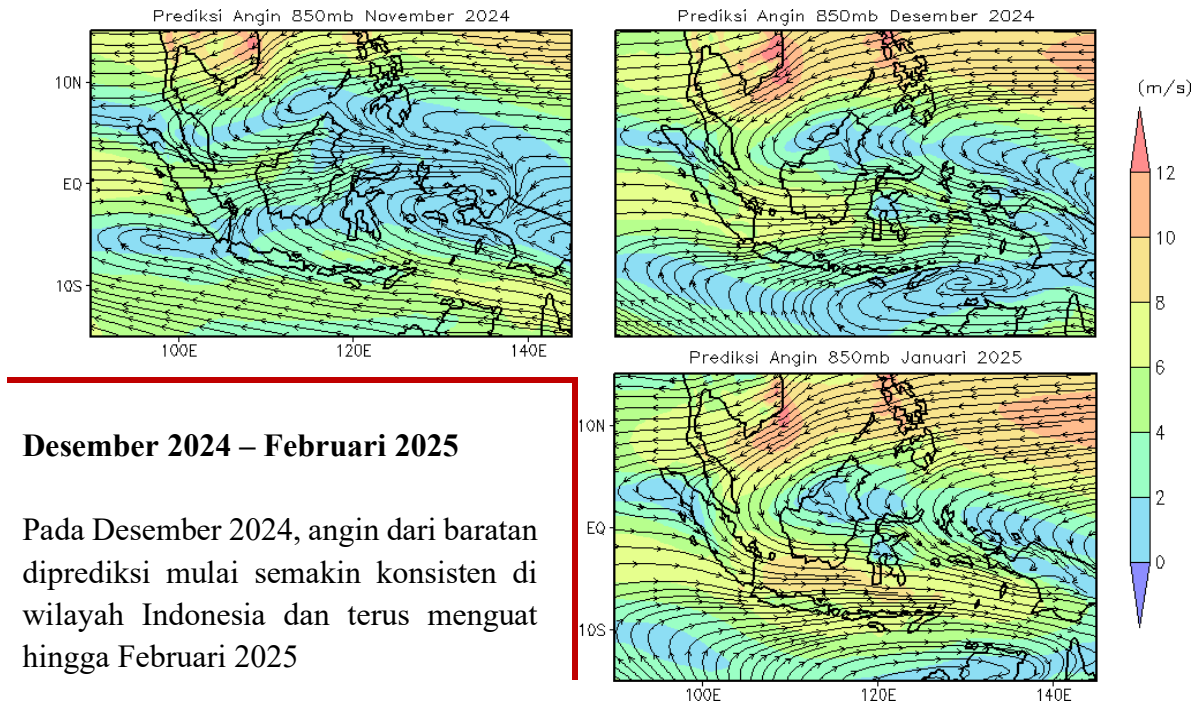 Prediksi Angin 850mb November 2024
10N
EQ
10S
100E 120E 140E
Prediksi Angin 850mb Desember 2024
(m/s)
12
10
8
6
4
2
0
Prediksi Angin 850mb Januari 2025
10N
EQ
10S
100E 120E 140E
Desember 2024 – Februari 2025
Pada Desember 2024, angin dari baratan
diprediksi mulai semakin konsisten di
wilayah Indonesia dan terus menguat
hingga Februari 2025